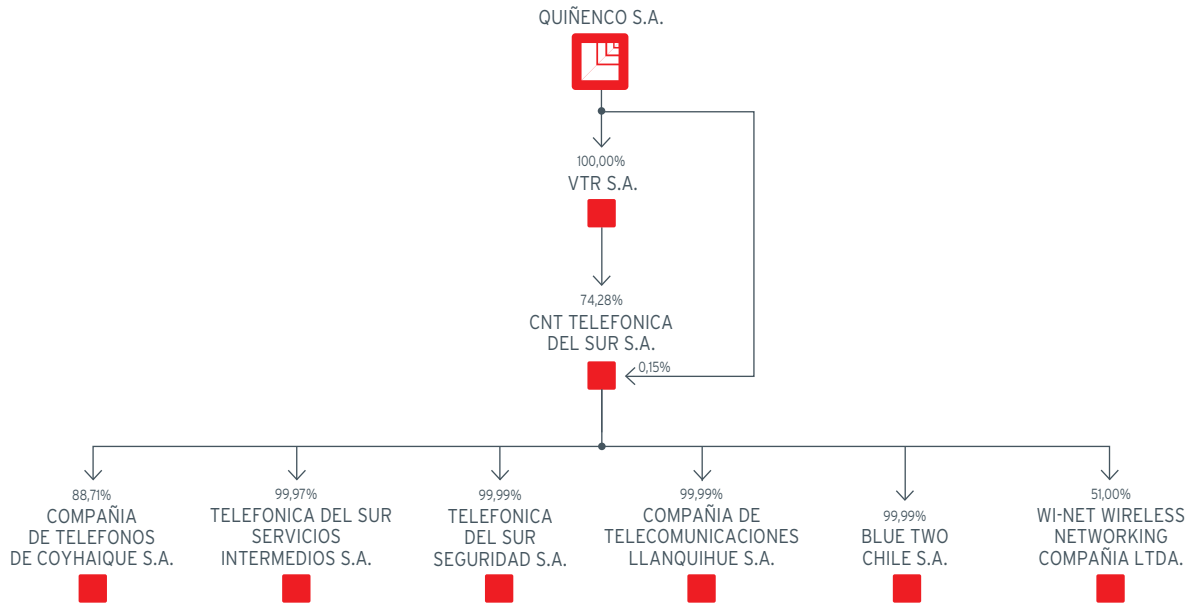 QUIÑENCO S.A.
100,00%
VTR S.A.
74,28%
CNT TELEFONICA
DEL SUR S.A.
0,15%
88,71%
COMPAÑIA
DE TELEFONOS
DE COYHAIQUE S.A.
99,97%
TELEFONICA DEL SUR
SERVICIOS
INTERMEDIOS S.A.
99,99%
TELEFONICA
DEL SUR
SEGURIDAD S.A.
99,99%
COMPAÑIA DE
TELECOMUNICACIONES
LLANQUIHUE S.A.
99,99%
BLUE TWO
CHILE S.A.
51,00%
WI-NET WIRELESS
NETWORKING
COMPAÑIA LTDA.